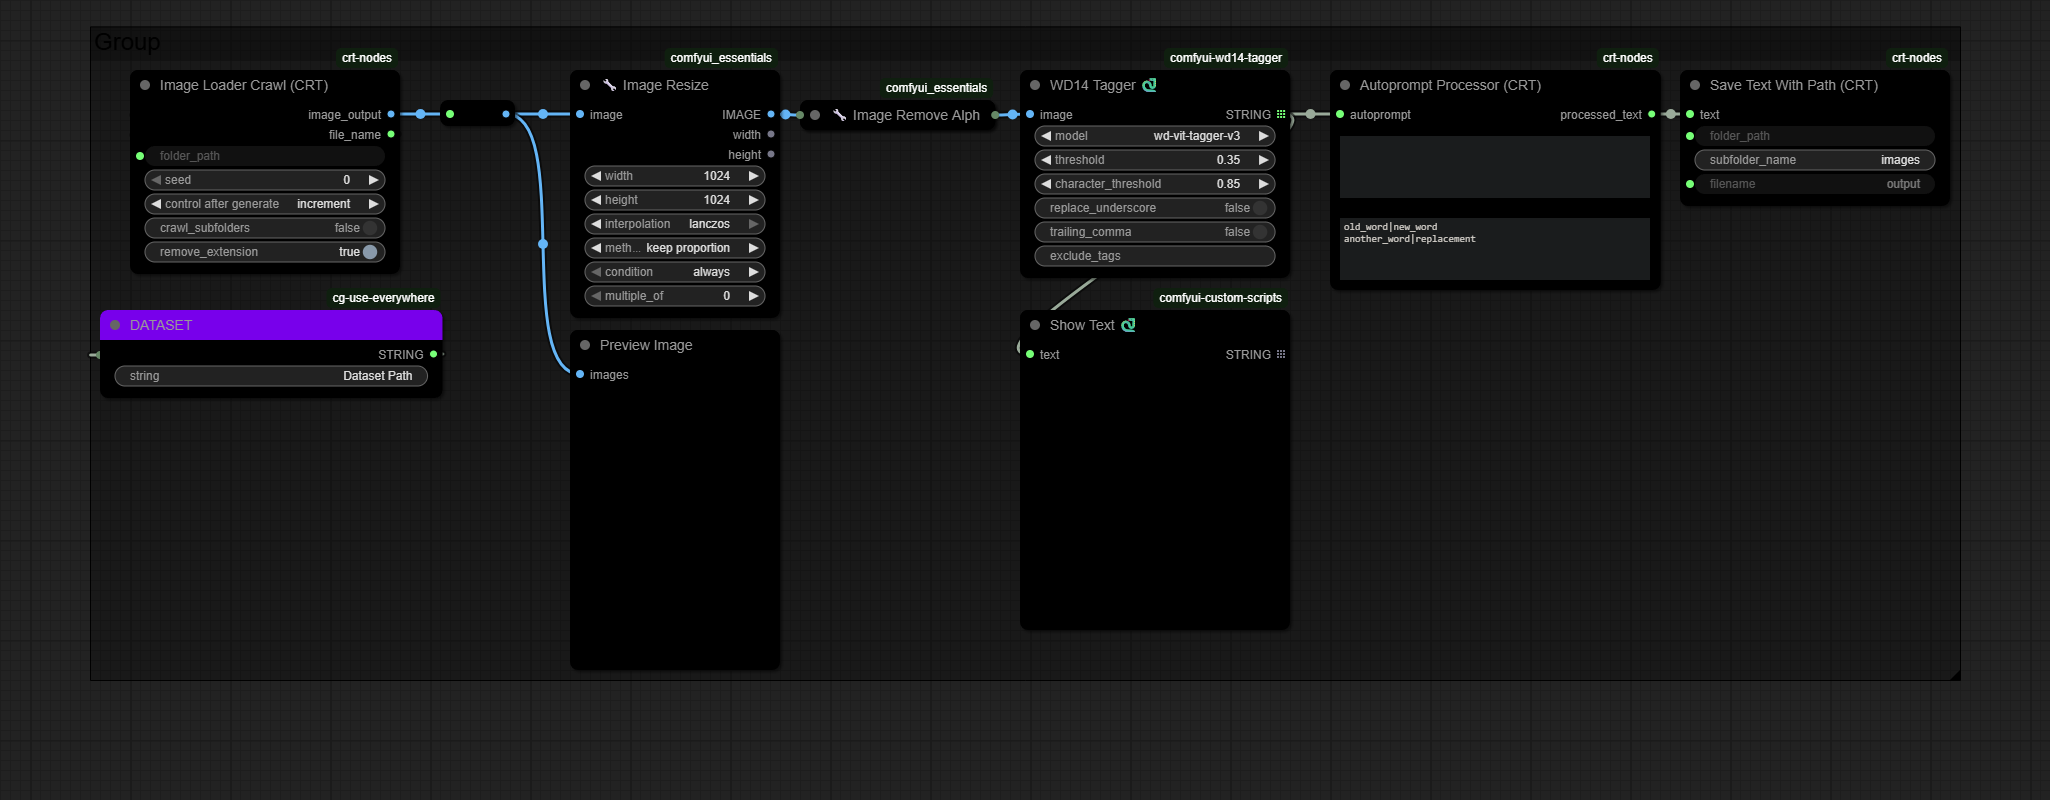 Group
crt-nodes
Image Loader Crawl (CRT)
image_output
file_name
folder_path
seed 0
control after generate increment
crawl_subfolders false
remove_extension true
cg-use-everywhere
DATASET
STRING
string Dataset Path
comfyui_essentials
Image Resize
image IMAGE
width
height
width 1024
height 1024
interpolation lanczos
meth... keep proportion
condition always
multiple_of 0
Preview Image
images
comfyui_essentials
Image Remove Alph
comfyui-wd14-tagger
WD14 Tagger
image STRING
model wd-vit-tagger-v3
threshold 0.35
character_threshold 0.85
replace_underscore false
trailing_comma false
exclude_tags
comfyui-custom-scripts
Show Text
text STRING
crt-nodes
Autoprompt Processor (CRT)
autoprompt processed_text
old_word|new_word
another_word|replacement
crt-nodes
Save Text With Path (CRT)
text
folder_path
subfolder_name images
filename output